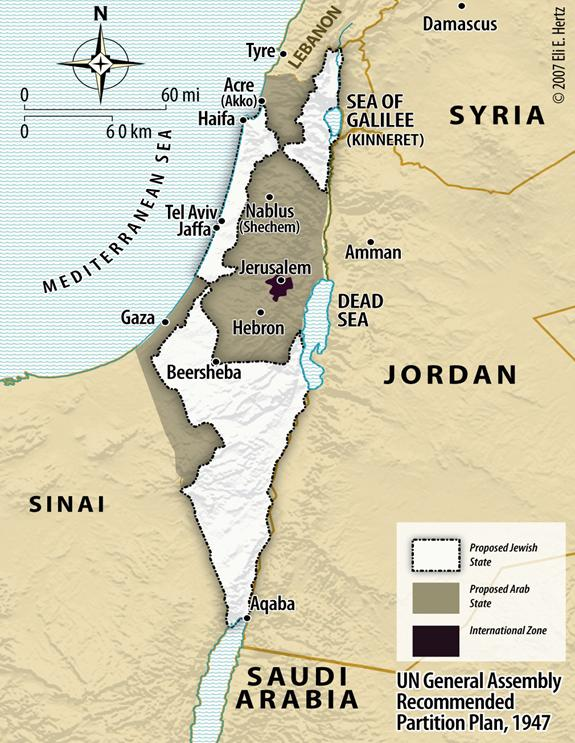 N
0 60 mi
0 60 km
MEDITERRANEAN SEA
Tyre
LEBANON
Damascus
© 2007 Eli E. Hertz
Acre
(Akko)
Haifa
SEA OF
GALILEE
(KINNERET)
SYRIA
Tel Aviv
Jaffa
Nablus
(Shechem)
Jerusalem
Amman
Gaza
Hebron
DEAD
SEA
Beersheba
JORDAN
SINAI
Aqaba
SAUDI
ARABIA
Proposed Jewish
State
Proposed Arab
State
International Zone
UN General Assembly
Recommended
Partition Plan, 1947